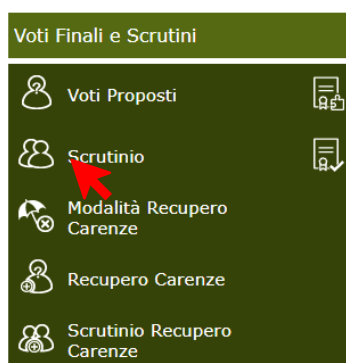 Voti Finali e Scrutini
Voti Proposti
Scrutinio
Modalità Recupero
Carenze
Recupero Carenze
Scrutinio Recupero
Carenze